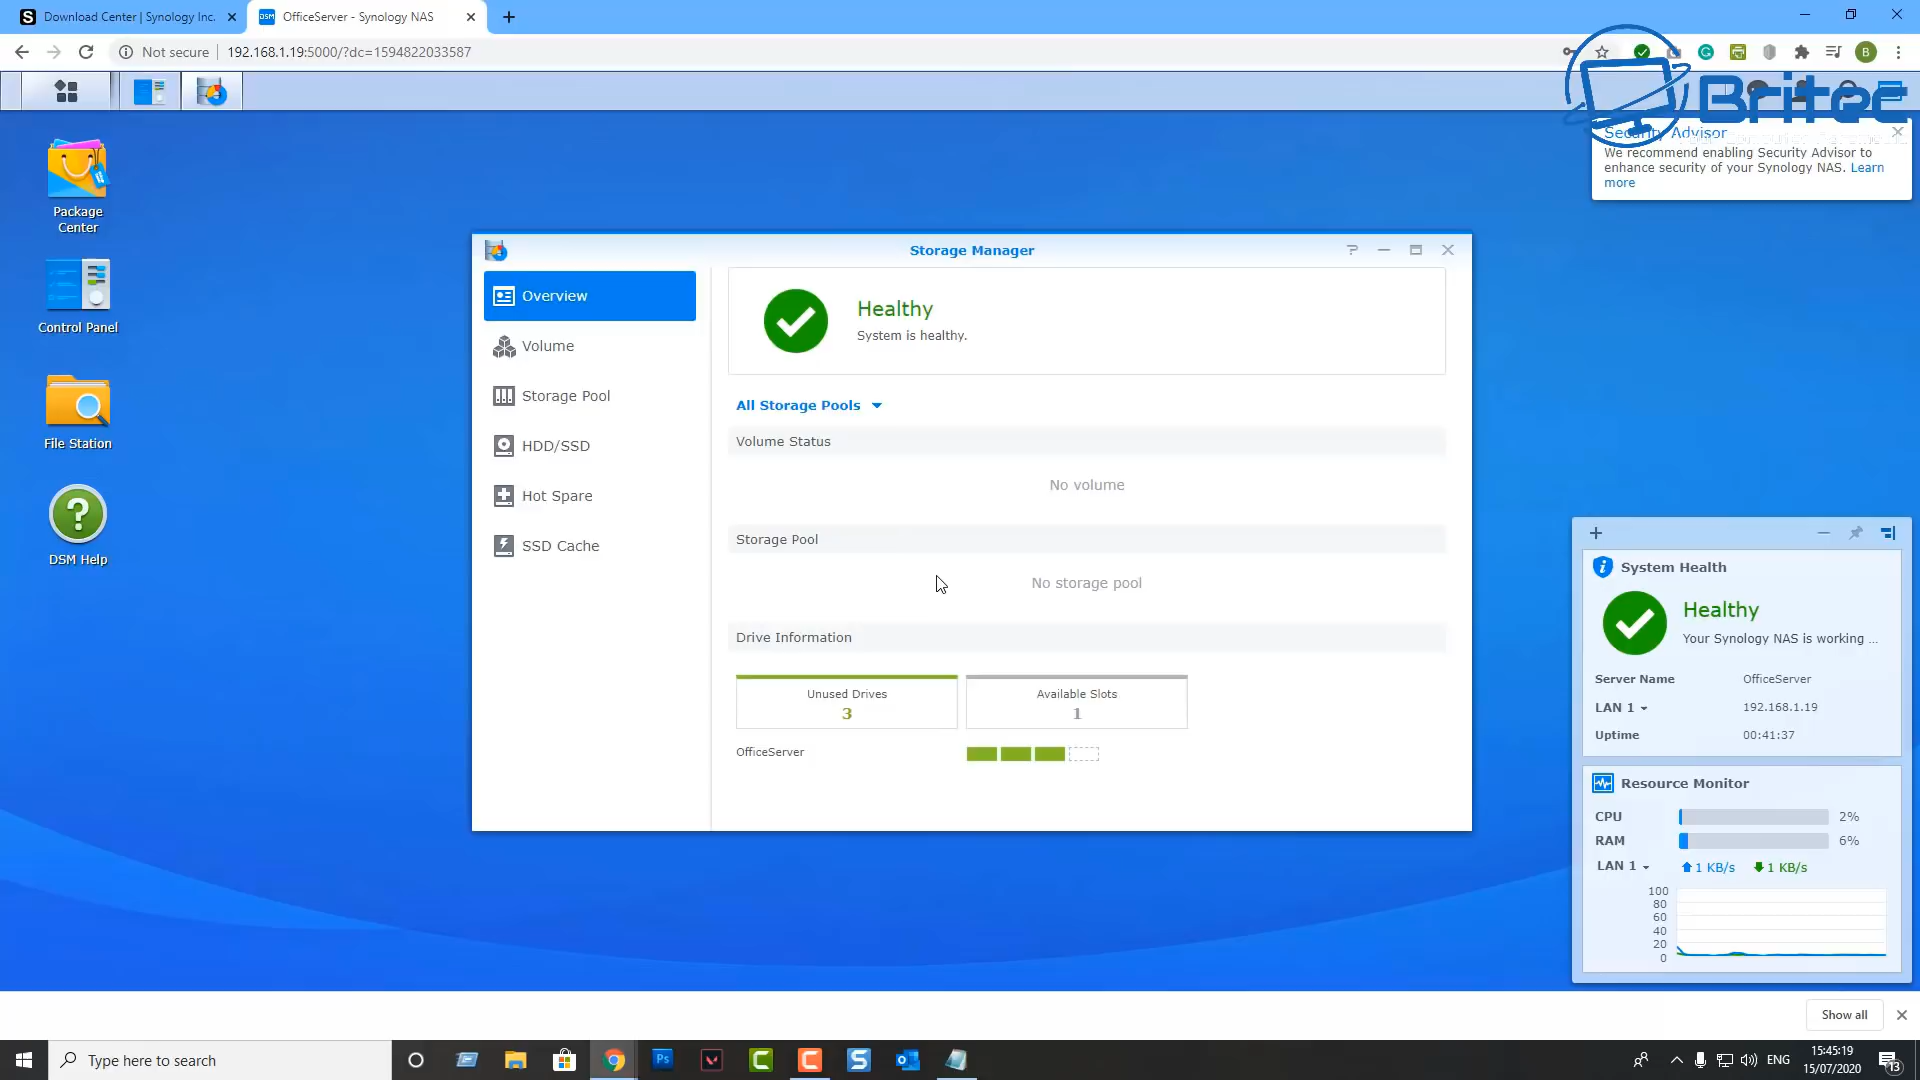 Download Center | Synology Inc.
OfficeServer - Synology NAS
Not secure
192.168.1.19:5000/?dc=1594822033587
B
Britec
Security Advisor
We recommend enabling Security Advisor to
enhance security of your Synology NAS. Learn
more
Package
Center
Control Panel
File Station
DSM Help
Storage Manager
Overview
Volume
Storage Pool
HDD/SSD
Hot Spare
SSD Cache
Healthy
System is healthy.
All Storage Pools
Volume Status
No volume
Storage Pool
No storage pool
Drive Information
Unused Drives
3
Available Slots
1
OfficeServer
System Health
Healthy
Your Synology NAS is working ...
Server Name OfficeServer
LAN 1 192.168.1.19
Uptime 00:41:37
Resource Monitor
CPU 2%
RAM 6%
LAN 1 1 KB/s 1 KB/s
100
80
60
40
20
0
Show all
Type here to search
ENG
15:45:19
15/07/2020
13